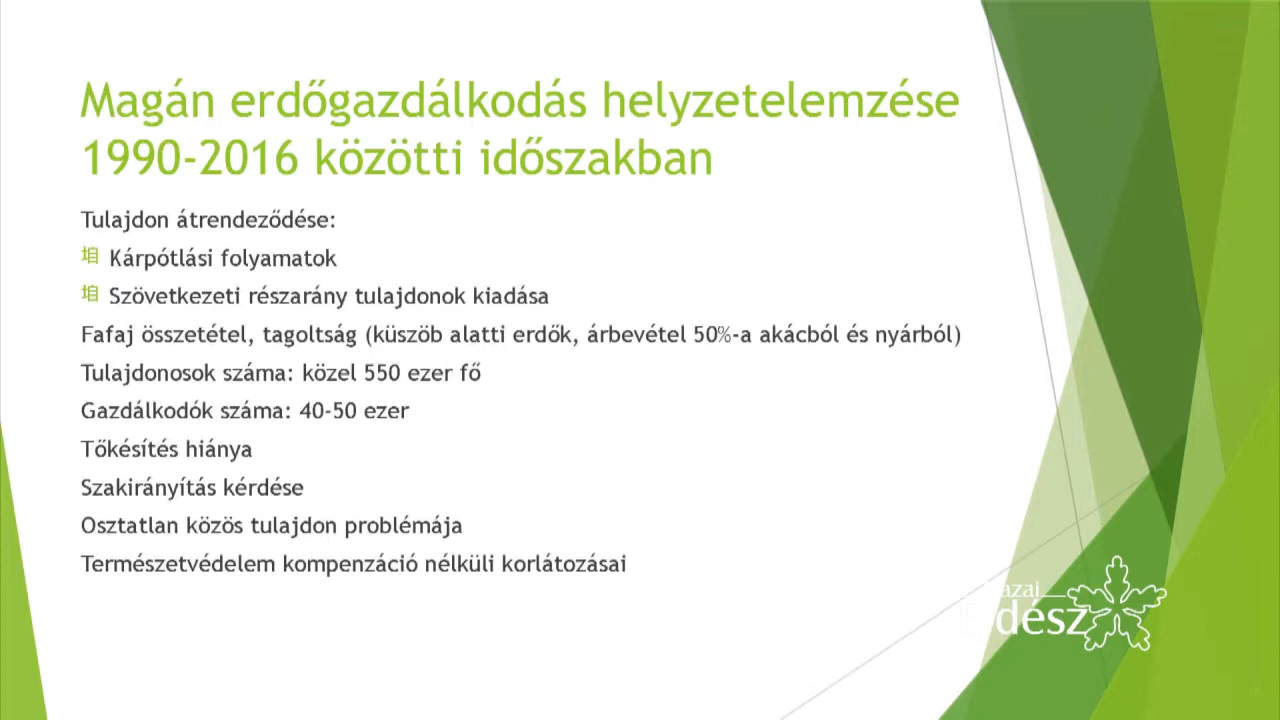 Magán erdőgazdálkodás helyzetelemzése
1990-2016 közötti időszakban
Tulajdon átrendeződése:
Kárpótlási folyamatok
Szövetkezeti részarány tulajdonok kiadása
Fafaj összetétel, tagoltság (küszöb alatti erdők, árbevétel 50%-a akácból és nyárból)
Tulajdonosok száma: közel 550 ezer fő
Gazdálkodók száma: 40-50 ezer
Tőkésítés hiánya
Szakirányítás kérdése
Osztatlan közös tulajdon problémája
Természetvédelem kompenzáció nélküli korlátozásai